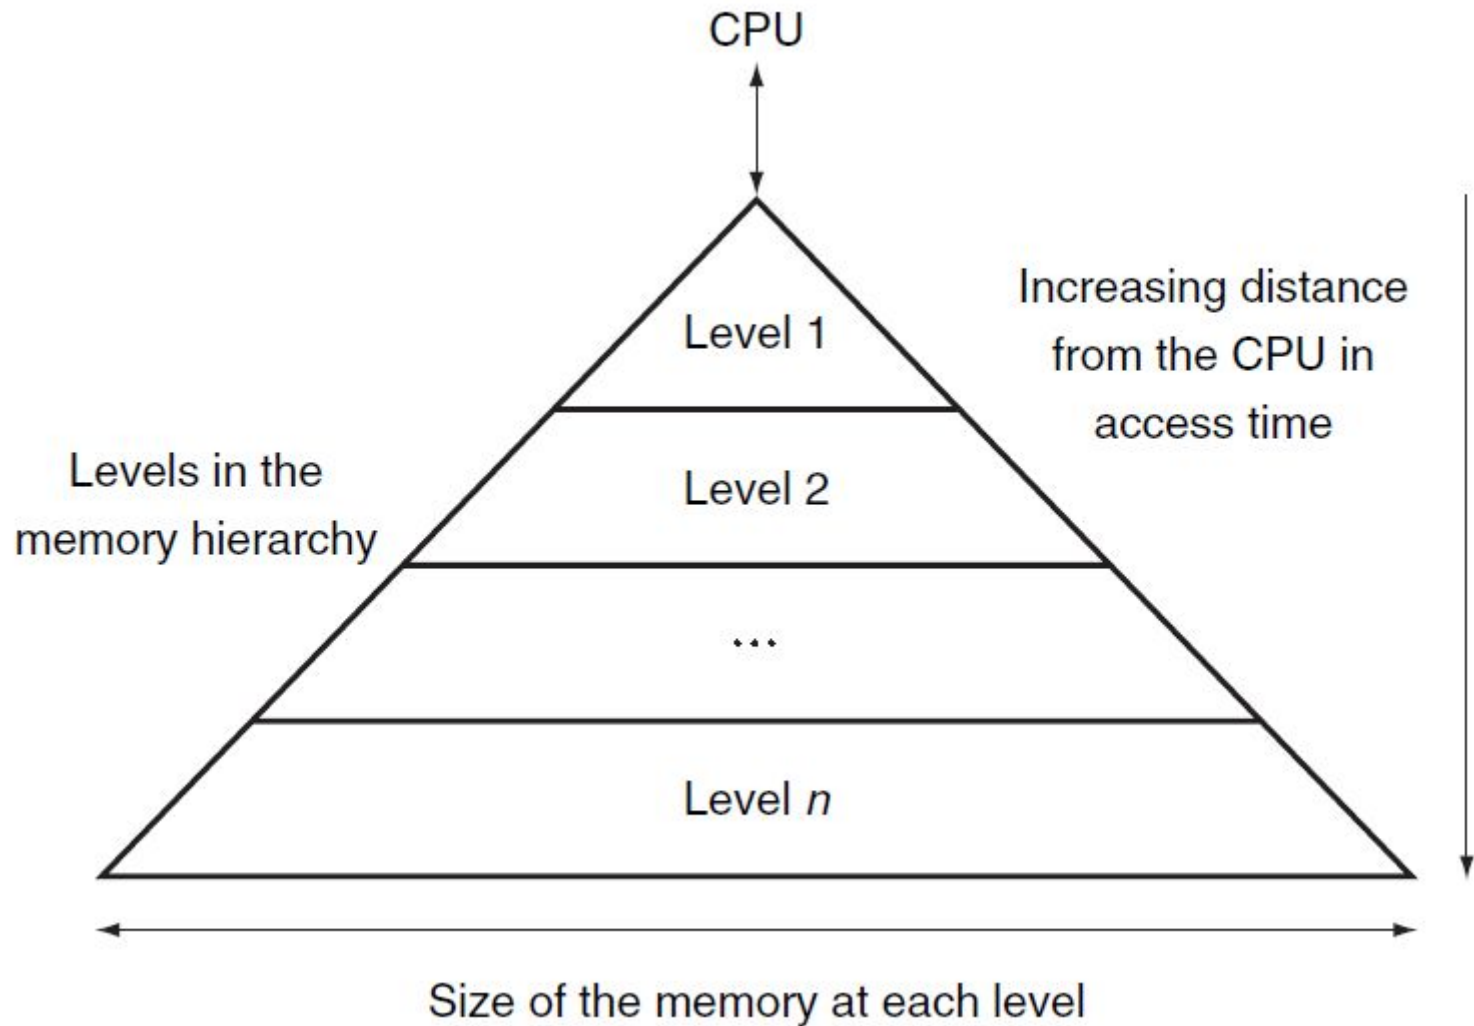 CPU
Level 1
Increasing distance
from the CPU in
access time
Levels in the
memory hierarchy
Level 2
...
Level n
Size of the memory at each level